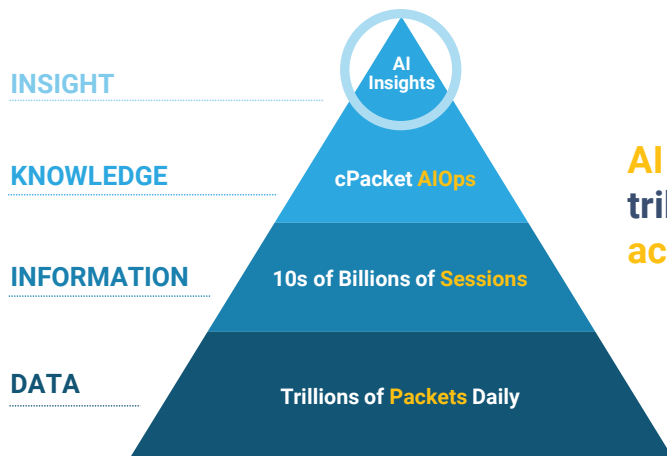 AI
Insights
INSIGHT
KNOWLEDGE
cPacket AIOps
AI
INFORMATION
10s of Billions of Sessions
DATA
Trillions of Packets Daily